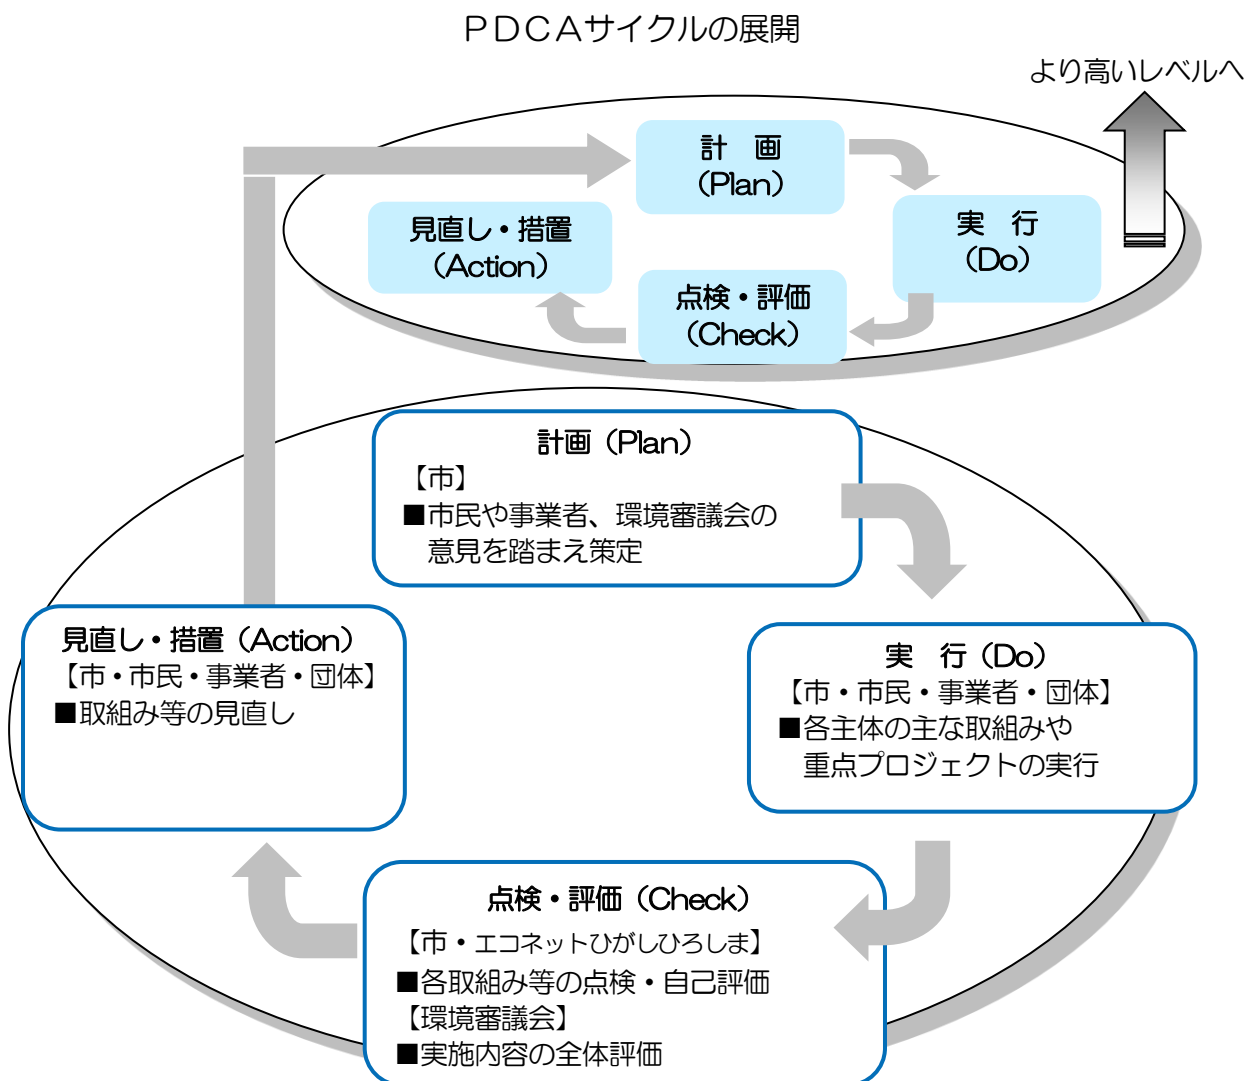 PDCAサイクルの展開
より高いレベルへ
計　画
(Plan)
実　行
(Do)
点検・評価
(Check)
見直し・措置
(Action)
計画(Plan)
【市】
■市民や事業者、環境審議会の
意見を踏まえ策定
実　行(Do)
【市・市民・事業者・団体】
■各主体の主な取組みや
重点プロジェクトの実行
点検・評価(Check)
【市・エコネットひがしひろしま】
■各取組み等の点検・自己評価
【環境審議会】
■実施内容の全体評価
見直し・措置(Action)
【市・市民・事業者・団体】
■取組み等の見直し